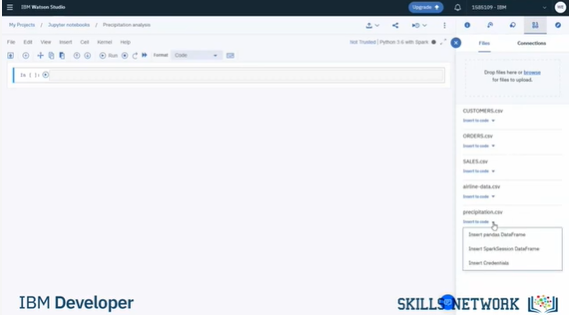 IBM Watson Studio
Upgrade
1585109 - IBM
My Projects / Jupyter notebooks / Precipitation analysis
File Edit View Insert Cell Kernel Help
Not Trusted | Python 3.6 with Spark
Run
Format Code
In [ ]:
Files
Connections
Drop files here or browse
for files to upload.
CUSTOMERS.csv
Insert to code
ORDERS.csv
Insert to code
SALES.csv
Insert to code
airline-data.csv
Insert to code
precipitation.csv
Insert to code
Insert pandas DataFrame
Insert SparkSession DataFrame
Insert Credentials
IBM Developer
SKILLS NETWORK